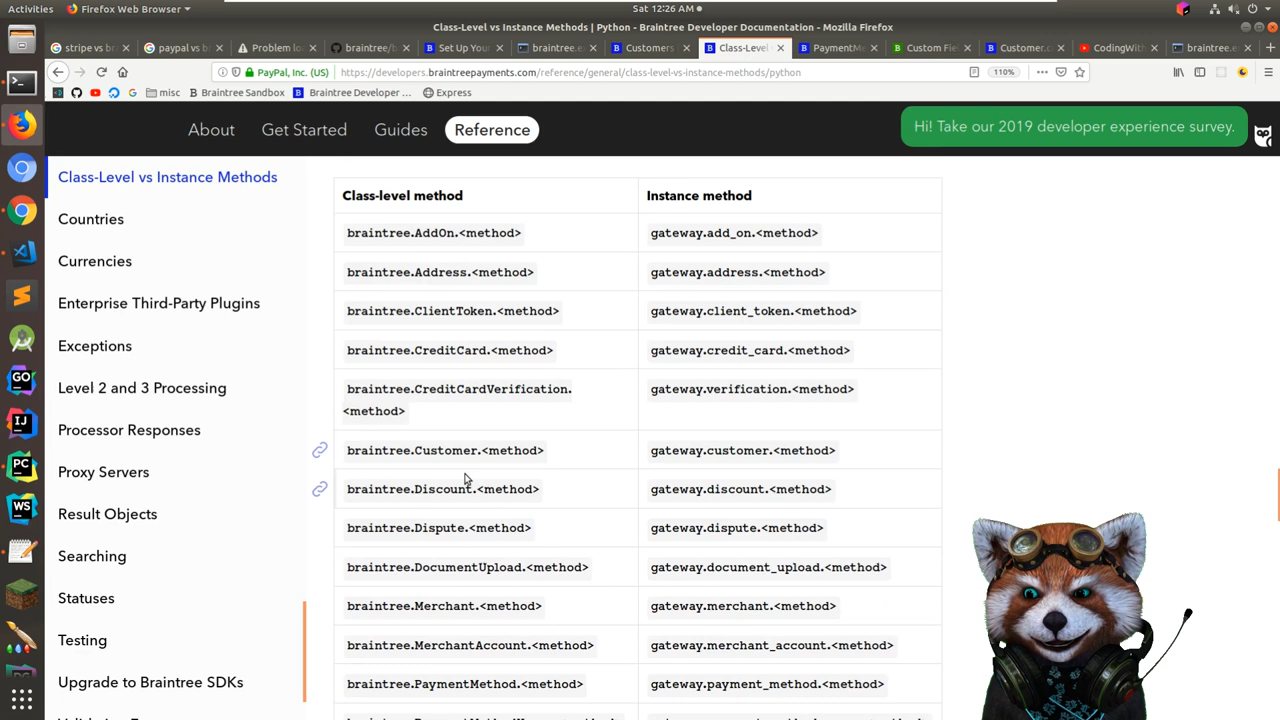 Activities
Firefox Web Browser
Sat 12:26 AM
Class-Level vs Instance Methods | Python - Braintree Developer Documentation - Mozilla Firefox
stripe vs br
paypal vs b
Problem lo
braintree/b
Set Up You
braintree.e
Customers
Class-Level
PaymentMe
Custom Fie
Customer.c
CodingWith
braintree.er
PayPal, Inc. (US)
https://developers.braintreepayments.com/reference/general/class-level-vs-instance-methods/python
110%
misc
Braintree Sandbox
Braintree Developer ...
Express
About
Get Started
Guides
Reference
Hi! Take our 2019 developer experience survey.
Class-Level vs Instance Methods
Countries
Currencies
Enterprise Third-Party Plugins
Exceptions
Level 2 and 3 Processing
Processor Responses
Proxy Servers
Result Objects
Searching
Statuses
Testing
Upgrade to Braintree SDKs
Class-level method
Instance method
braintree.AddOn.<method>
gateway.add_on.<method>
braintree.Address.<method>
gateway.address.<method>
braintree.ClientToken.<method>
gateway.client_token.<method>
braintree.CreditCard.<method>
gateway.credit_card.<method>
braintree.CreditCardVerification.
<method>
gateway.verification.<method>
braintree.Customer.<method>
gateway.customer.<method>
braintree.Discount.<method>
gateway.discount.<method>
braintree.Dispute.<method>
gateway.dispute.<method>
braintree.DocumentUpload.<method>
gateway.document_upload.<method>
braintree.Merchant.<method>
gateway.merchant.<method>
braintree.MerchantAccount.<method>
gateway.merchant_account.<method>
braintree.PaymentMethod.<method>
gateway.payment_method.<method>
GO
IJ
PC
WS